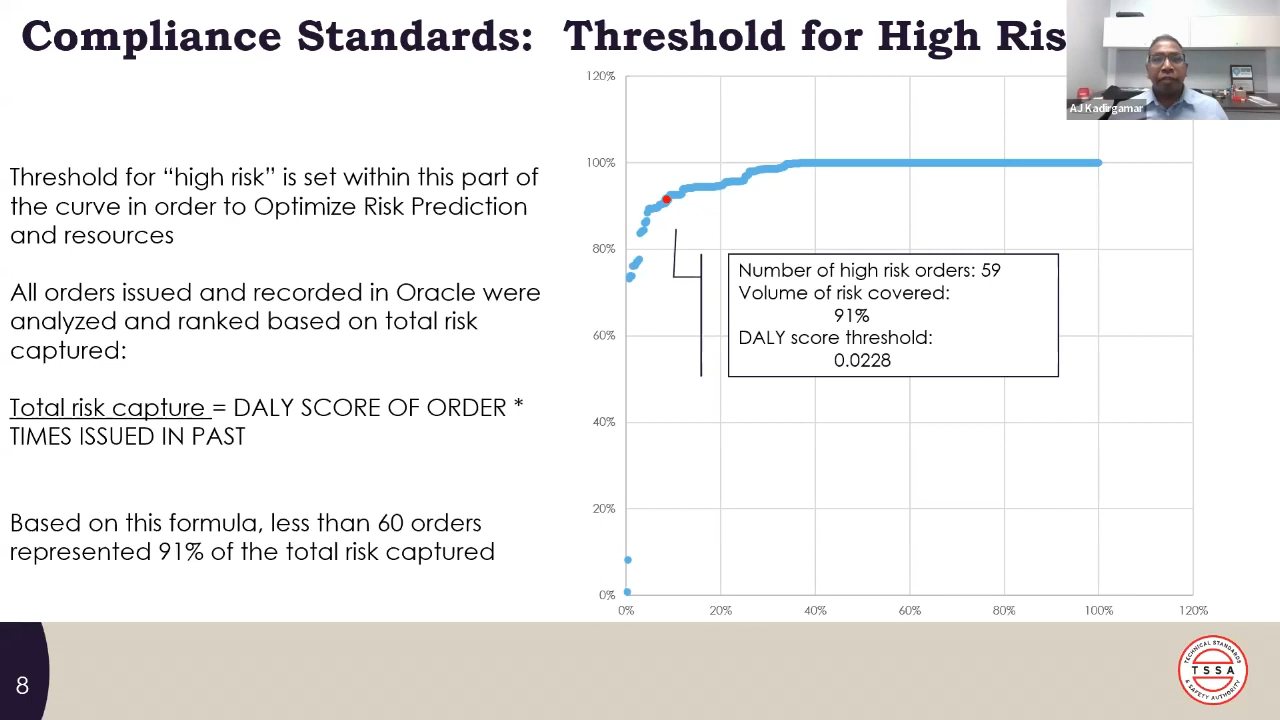 Compliance Standards: Threshold for High Ris
AJ Kadirgamar
Threshold for “high risk” is set within this part of
the curve in order to Optimize Risk Prediction
and resources
All orders issued and recorded in Oracle were
analyzed and ranked based on total risk
captured:
Total risk capture = DALY SCORE OF ORDER *
TIMES ISSUED IN PAST
Based on this formula, less than 60 orders
represented 91% of the total risk captured
120%
100%
80%
60%
40%
20%
0%
0% 20% 40% 60% 80% 100% 120%
Number of high risk orders: 59
Volume of risk covered:
91%
DALY score threshold:
0.0228
8
TECHNICAL STANDARDS
TSSA
& SAFETY AUTHORITY